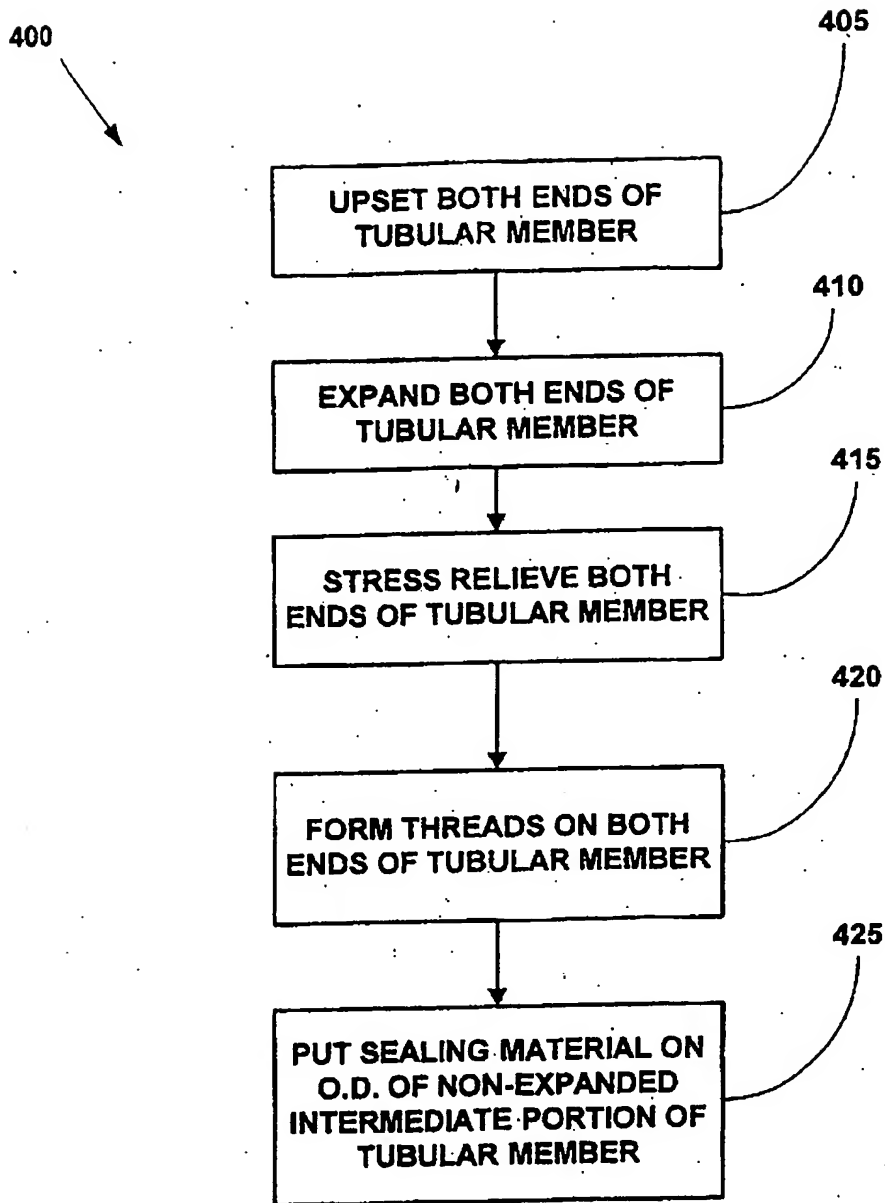 400
405
UPSET BOTH ENDS OF
TUBULAR MEMBER
410
EXPAND BOTH ENDS OF
TUBULAR MEMBER
415
STRESS RELIEVE BOTH
ENDS OF TUBULAR MEMBER
420
FORM THREADS ON BOTH
ENDS OF TUBULAR MEMBER
425
PUT SEALING MATERIAL ON
O.D. OF NON-EXPANDED
INTERMEDIATE PORTION OF
TUBULAR MEMBER